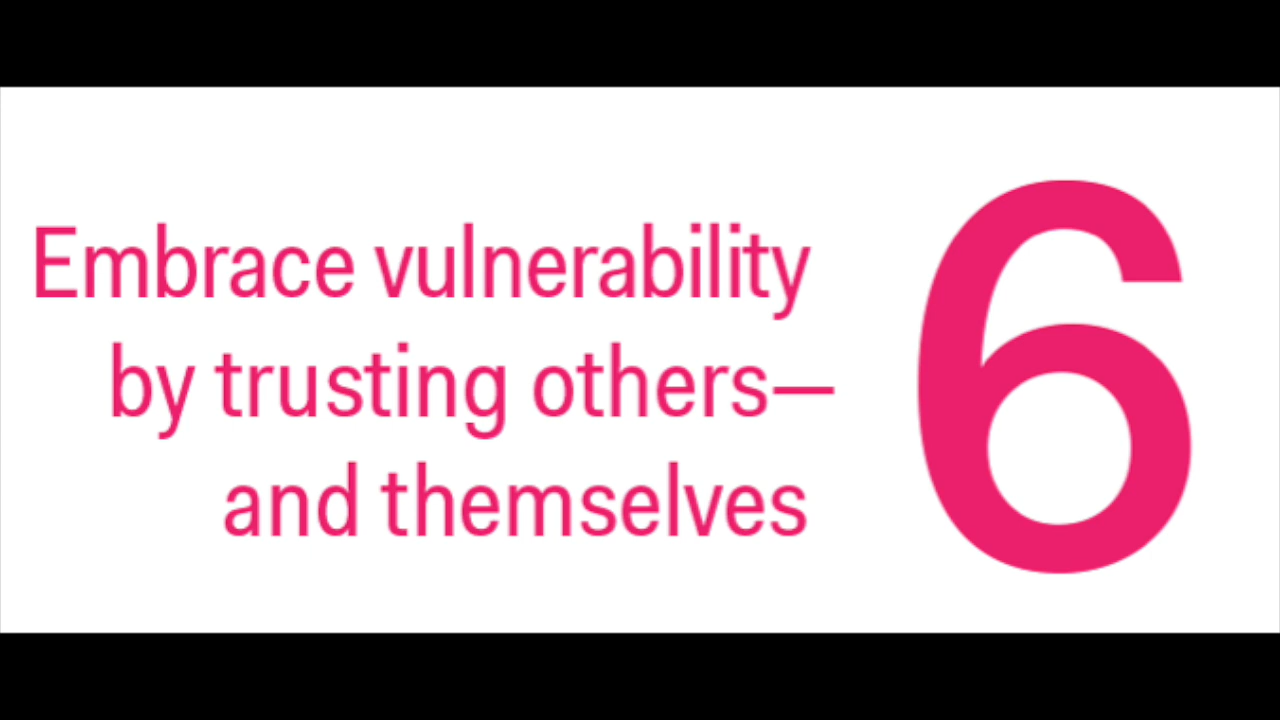 Embrace vulnerability
by trusting others—
and themselves
6